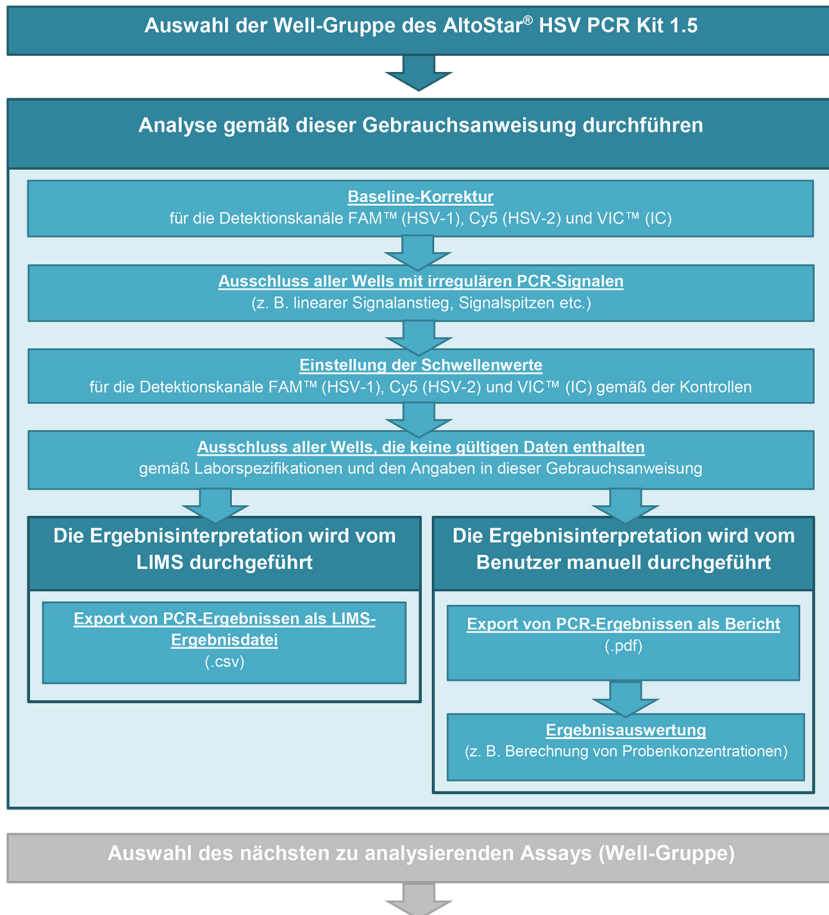 Auswahl der Well-Gruppe des AltoStar® HSV PCR Kit 1.5
Analyse gemäß dieser Gebrauchsanweisung durchführen
Baseline-Korrektur
für die Detektionskanäle FAM™ (HSV-1), Cy5 (HSV-2) und VIC™ (IC)
Ausschluss aller Wells mit irregulären PCR-Signalen
(z. B. linearer Signalanstieg, Signalspitzen etc.)
Einstellung der Schwellenwerte
für die Detektionskanäle FAM™ (HSV-1), Cy5 (HSV-2) und VIC™ (IC) gemäß der Kontrollen
Ausschluss aller Wells, die keine gültigen Daten enthalten
gemäß Laborspezifikationen und den Angaben in dieser Gebrauchsanweisung
Die Ergebnisinterpretation wird vom
LIMS durchgeführt
Export von PCR-Ergebnissen als LIMS-
Ergebnisdatei
(.csv)
Die Ergebnisinterpretation wird vom
Benutzer manuell durchgeführt
Export von PCR-Ergebnissen als Bericht
(.pdf)
Ergebnisauswertung
(z. B. Berechnung von Probenkonzentrationen)
Auswahl des nächsten zu analysierenden Assays (Well-Gruppe)